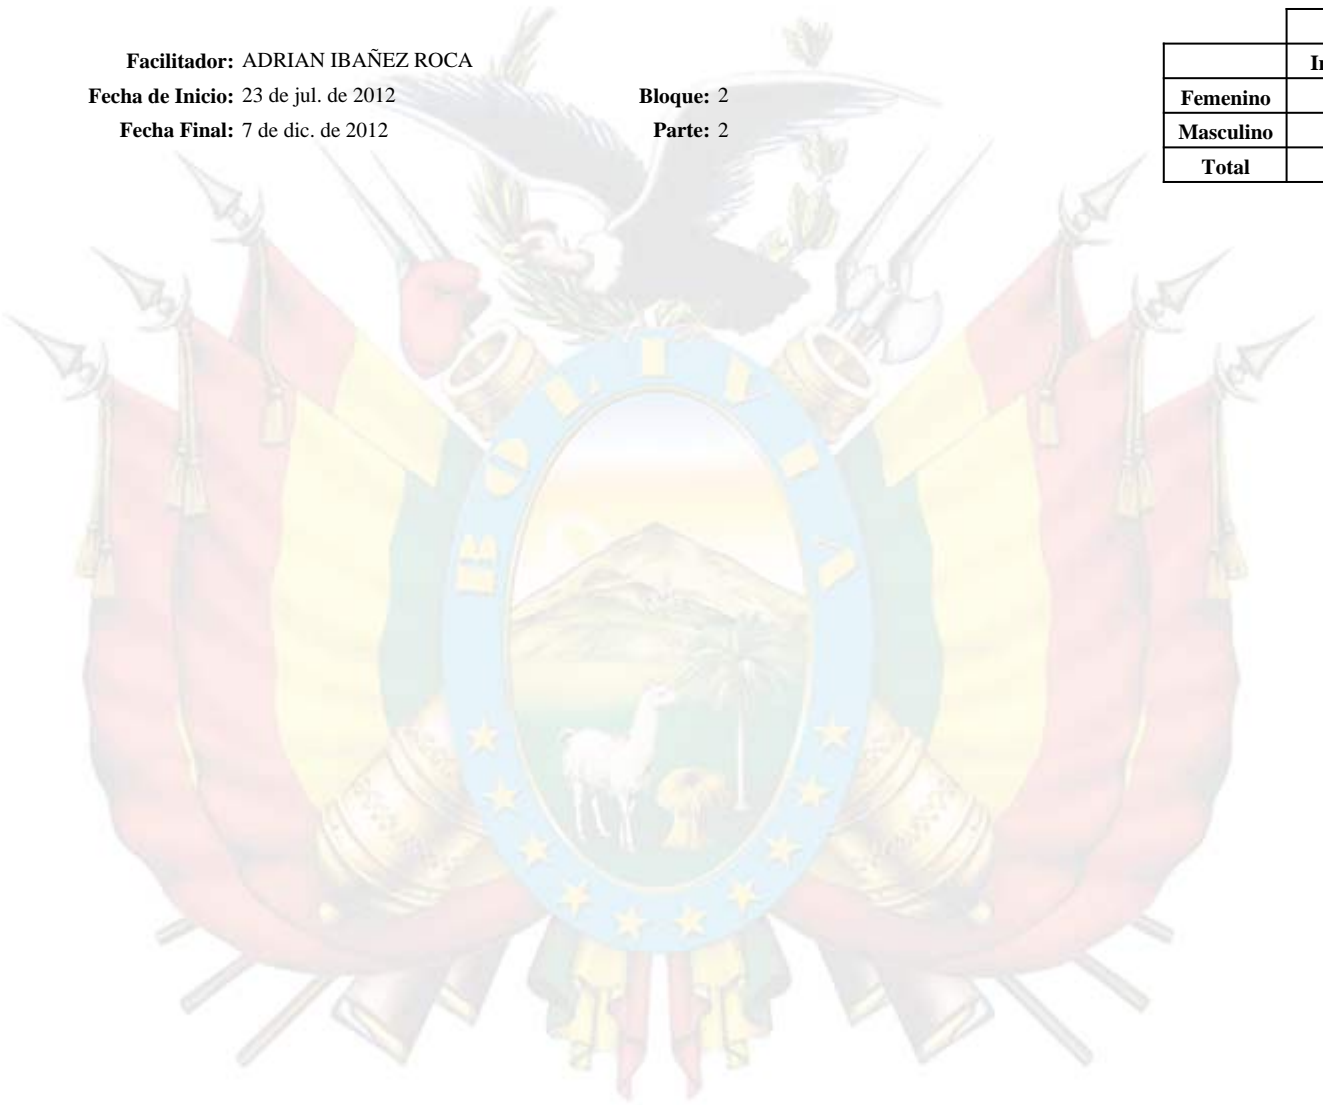 Facilitador: ADRIAN IBAÑEZ ROCA
Fecha de Inicio: 23 de jul. de 2012 Bloque: 2
Fecha Final: 7 de dic. de 2012 Parte: 2
Femenino
Masculino
Total
BOLIVIA